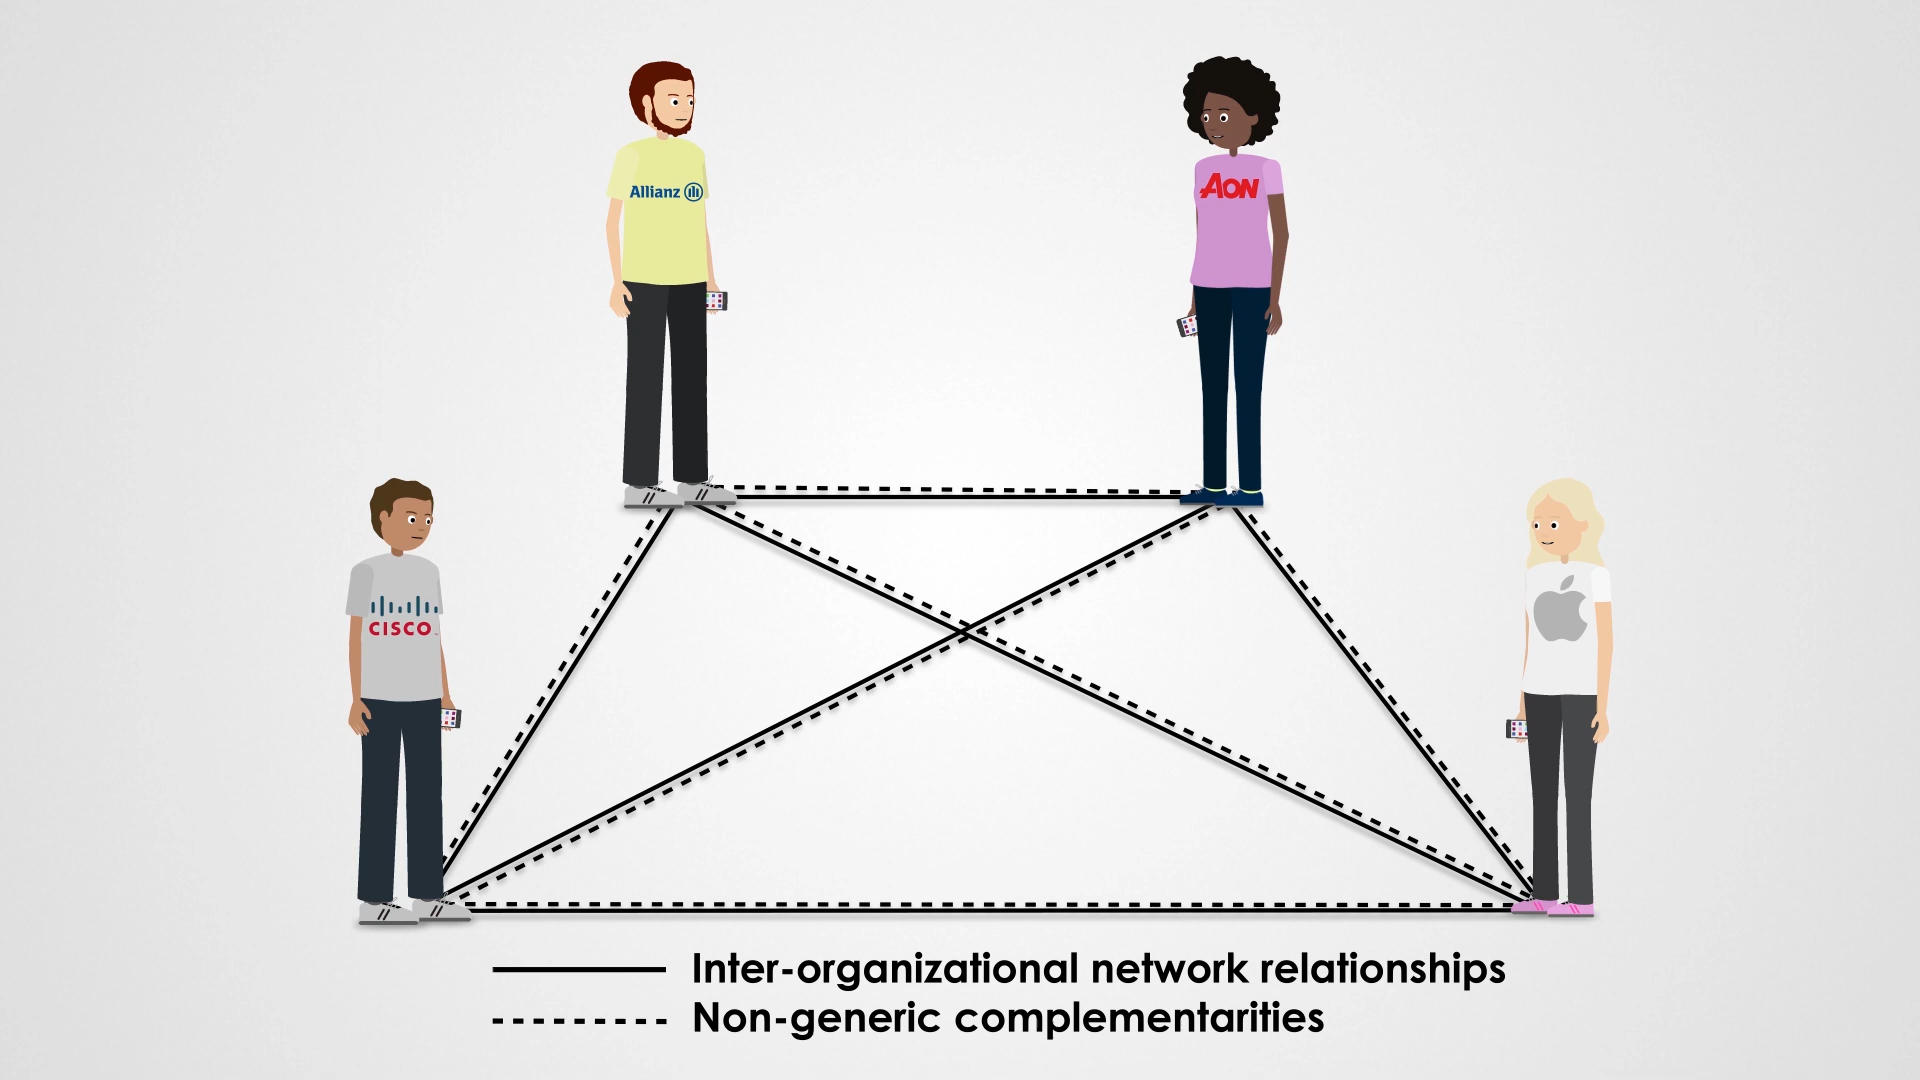 Allianz
AON
CISCO
Inter-organizational network relationships
Non-generic complementarities